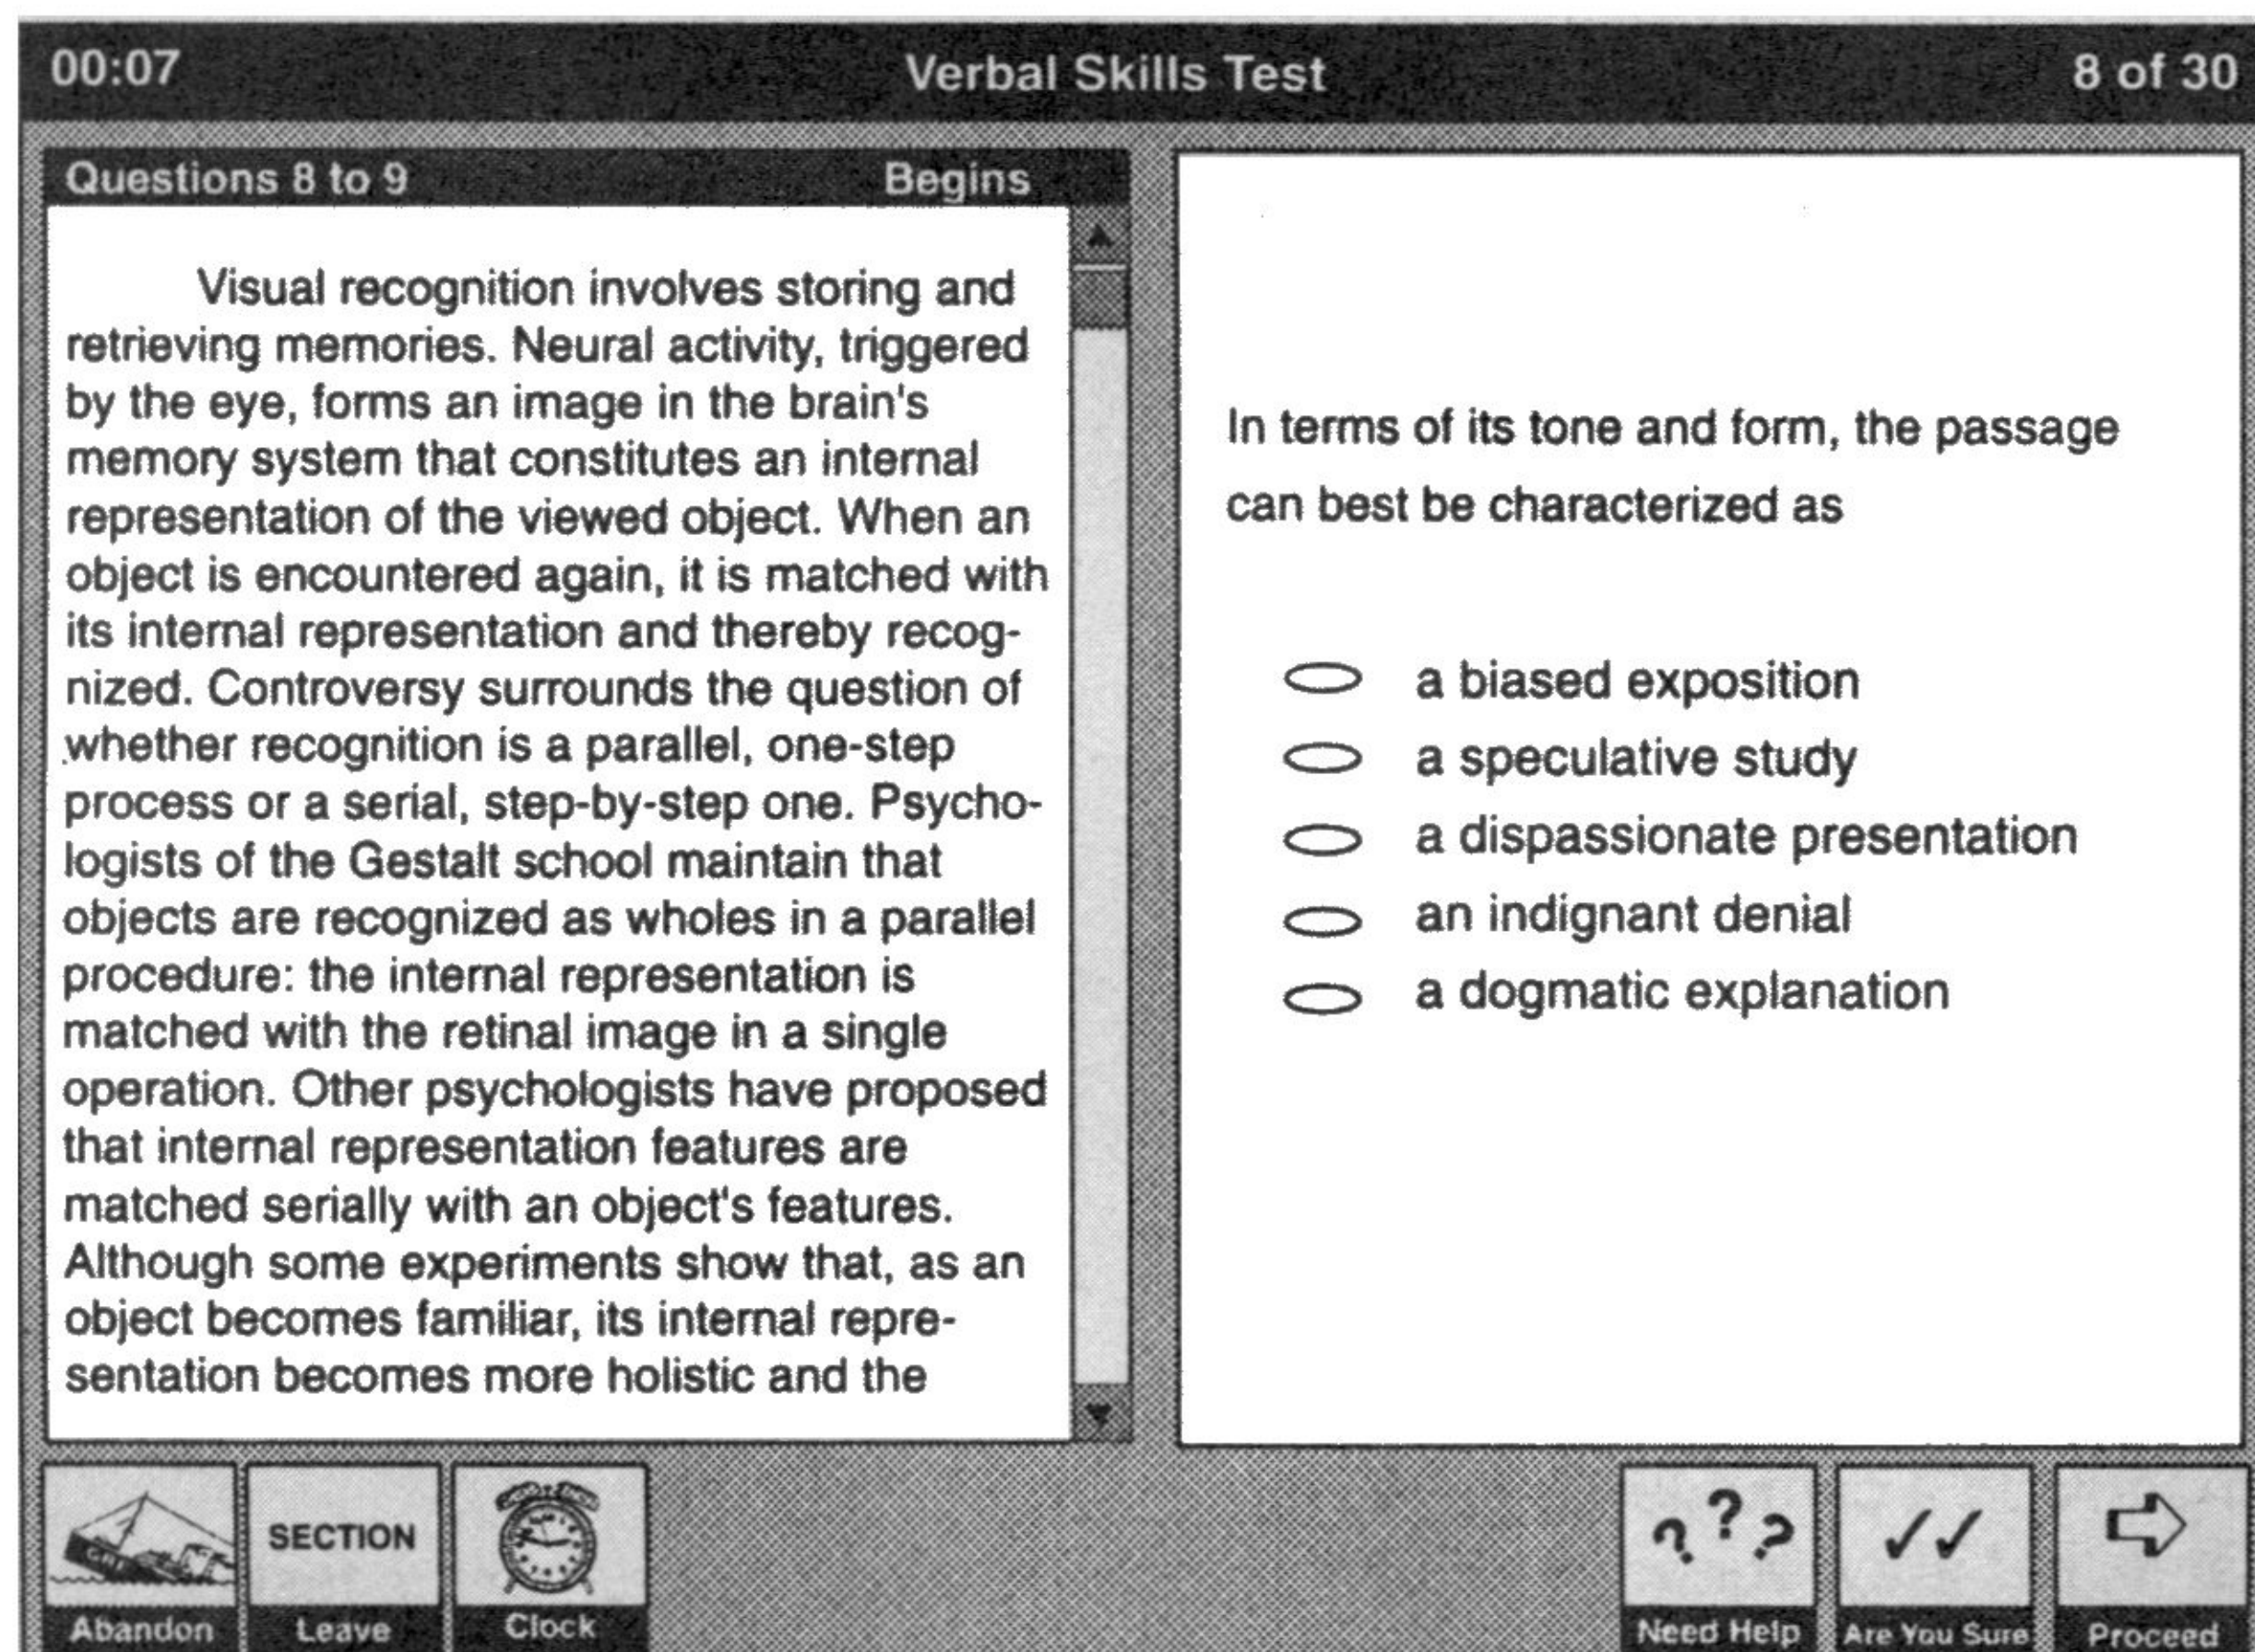 00:07 Verbal Skills Test 8 of 30
Questions 8 to 9 Begins
Visual recognition involves storing and
retrieving memories. Neural activity, triggered
by the eye, forms an image in the brain's
memory system that constitutes an internal
representation of the viewed object. When an
object is encountered again, it is matched with
its internal representation and thereby recog-
nized. Controversy surrounds the question of
whether recognition is a parallel, one-step
process or a serial, step-by-step one. Psycho-
logists of the Gestalt school maintain that
objects are recognized as wholes in a parallel
procedure: the internal representation is
matched with the retinal image in a single
operation. Other psychologists have proposed
that internal representation features are
matched serially with an object's features.
Although some experiments show that, as an
object becomes familiar, its internal repre-
sentation becomes more holistic and the
In terms of its tone and form, the passage
can best be characterized as
a biased exposition
a speculative study
a dispassionate presentation
an indignant denial
a dogmatic explanation
SECTION
? ? ?
Abandon Leave Clock Need Help Are You Sure Proceed